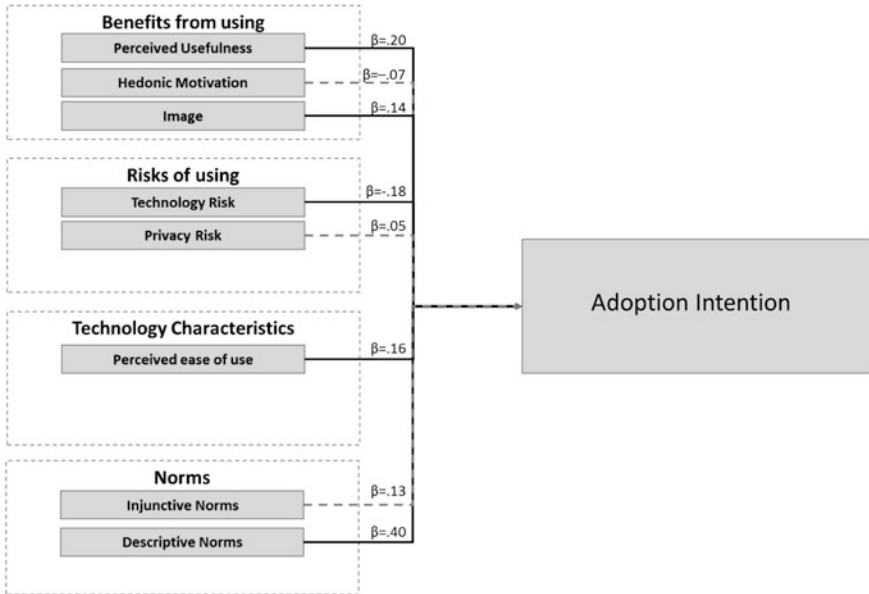 Benefits from using
Perceived Usefulness
β=.20
Hedonic Motivation
β=–.07
Image
β=.14
Risks of using
Technology Risk
β=-.18
Privacy Risk
β=.05
Adoption Intention
Technology Characteristics
Perceived ease of use
β=.16
Norms
Injunctive Norms
β=.13
Descriptive Norms
β=.40